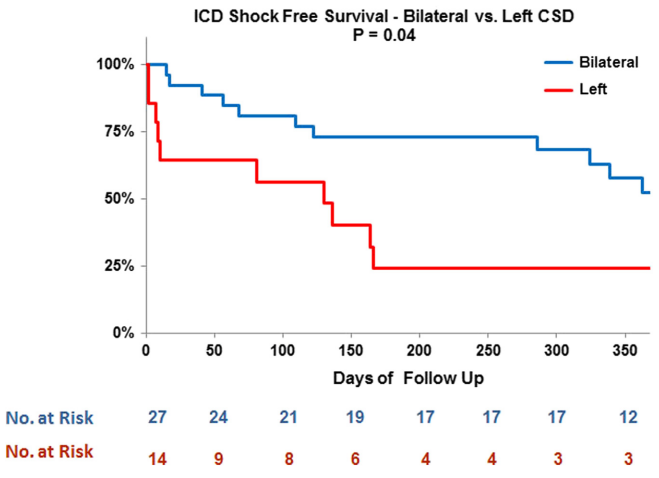 ICD Shock Free Survival - Bilateral vs. Left CSD
P = 0.04
Bilateral
Left
100%
75%
50%
25%
0%
0 50 100 150 200 250 300 350
Days of Follow Up
No. at Risk 27 24 21 19 17 17 17 12
No. at Risk 14 9 8 6 4 4 3 3